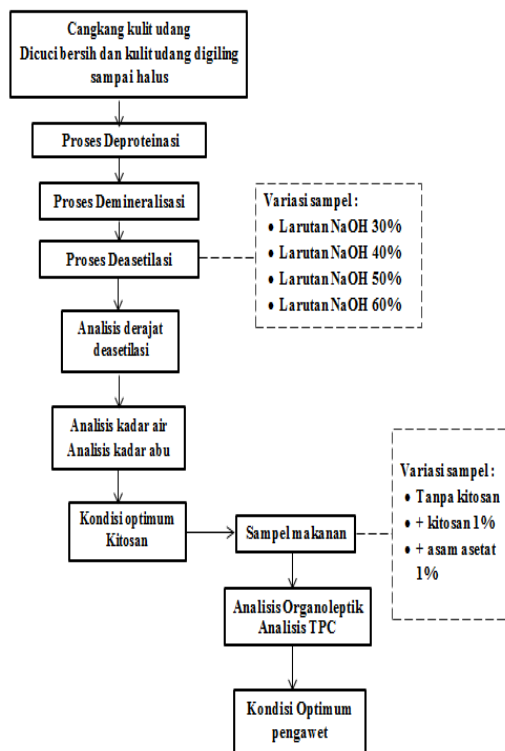 Cangkang kulit udang
Dicuci bersih dan kulit udang digiling
sampai halus
Proses Deproteinasi
Proses Demineralisasi
Proses Deasetilasi
Variasi sampel :
• Larutan NaOH 30%
• Larutan NaOH 40%
• Larutan NaOH 50%
• Larutan NaOH 60%
Analisis derajat
deasetilasi
Analisis kadar air
Analisis kadar abu
Kondisi optimum
Kitosan
Sampel makanan
Variasi sampel :
• Tanpa kitosan
• + kitosan 1%
• + asam asetat
1%
Analisis Organoleptik
Analisis TPC
Kondisi Optimum
pengawet